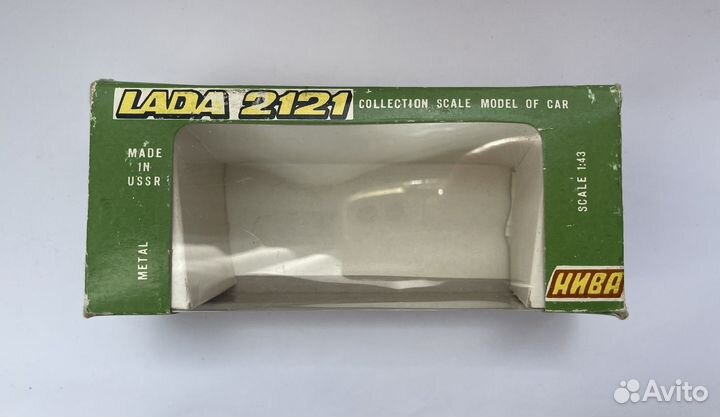 LADA 2121 COLLECTION SCALE MODEL OF CAR
MADE
IN
USSR
METAL
SCALE 1:43
НИВА
Avito